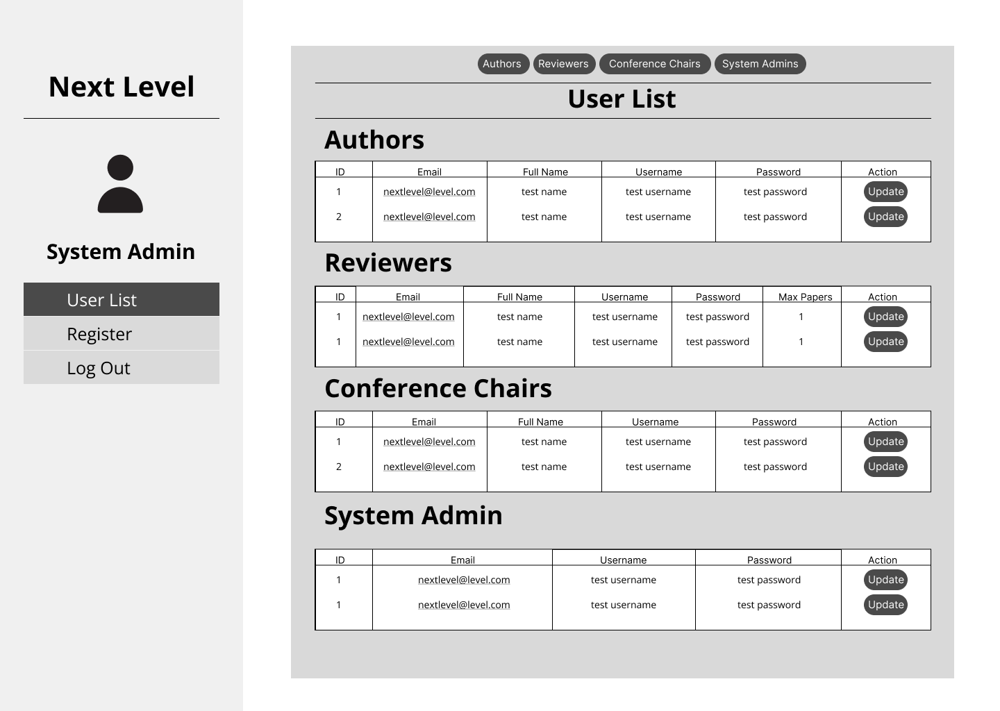 Next Level
System Admin
User List
Register
Log Out
Authors Reviewers Conference Chairs System Admins
User List
Authors
ID Email Full Name Username Password Action
1 nextlevel@level.com test name test username test password Update
2 nextlevel@level.com test name test username test password Update
Reviewers
ID Email Full Name Username Password Max Papers Action
1 nextlevel@level.com test name test username test password 1 Update
1 nextlevel@level.com test name test username test password 1 Update
Conference Chairs
ID Email Full Name Username Password Action
1 nextlevel@level.com test name test username test password Update
2 nextlevel@level.com test name test username test password Update
System Admin
ID Email Username Password Action
1 nextlevel@level.com test username test password Update
1 nextlevel@level.com test username test password Update